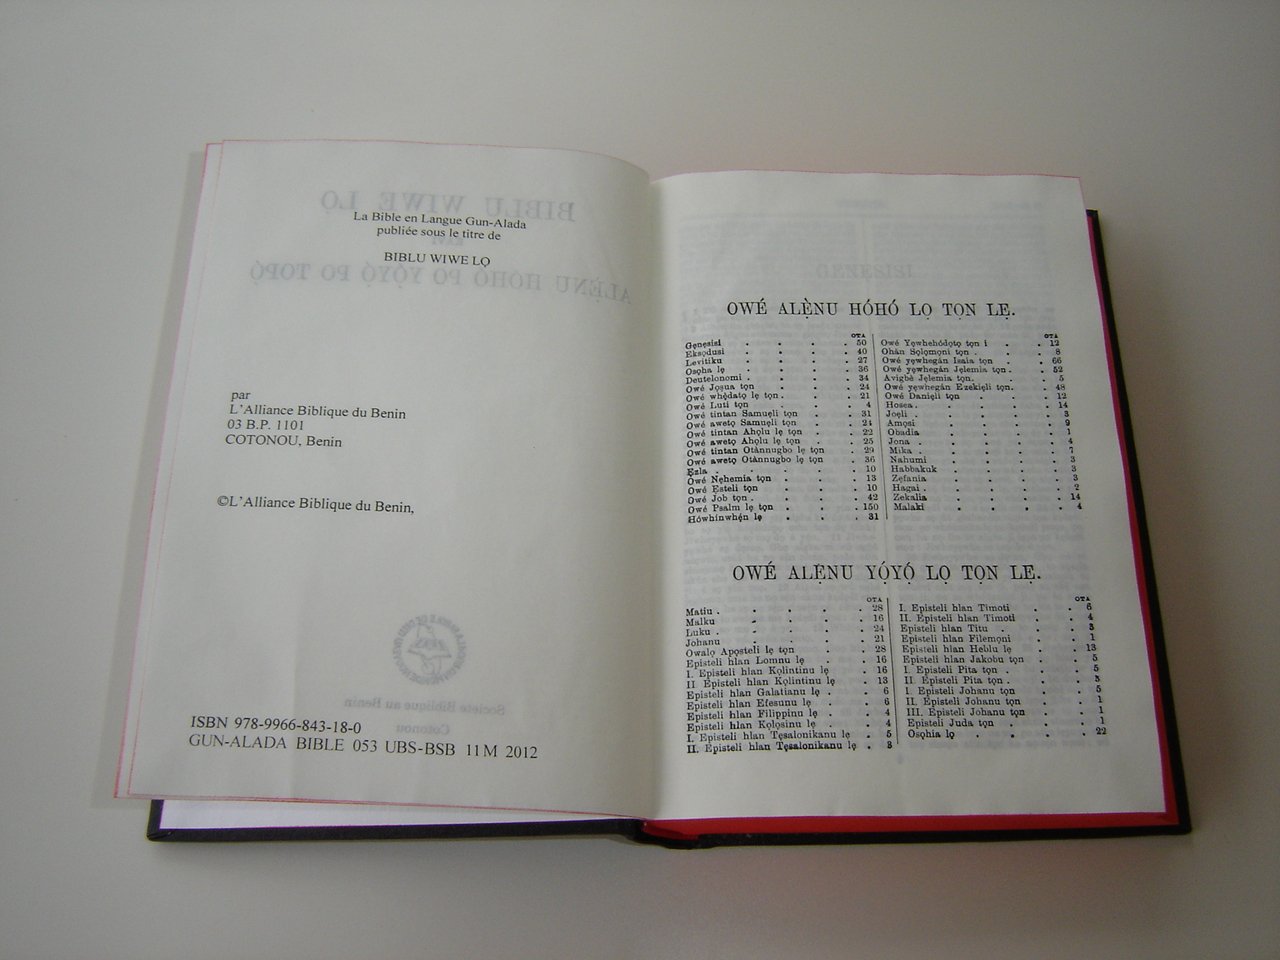 La Bible en Langue Gun-Alada
publiée sous le titre de
BIBLU WIWE LỌ
par
L'Alliance Biblique du Benin
03 B.P. 1101
COTONOU, Benin
©L'Alliance Biblique du Benin,
ISBN 978-9966-843-18-0
GUN-ALADA BIBLE 053 UBS-BSB 11M 2012
OWÉ ALẸ̀NU HÓHÓ LỌ TỌN LẸ.
OTA
Gẹnẹsisi . . . . 50
Eksọdusi . . . . 40
Levitiku . . . . 27
Osọha lẹ . . . . 36
Deutelonomi . . . . 34
Owé Jọṣua tọn . . . 24
Owé whẹ̀datọ lẹ tọn . . 21
Owé Luti tọn . . . 4
Owé tintan Samuẹli tọn . . 31
Owé awetọ Samuẹli tọn . . 24
Owé tintan Ahọlu lẹ tọn . . 22
Owé awetọ Ahọlu lẹ tọn . . 25
Owé tintan Otànnugbo lẹ tọn . 29
Owé awetọ Otànnugbo lẹ tọn . 36
Ẹzla . . . . . 10
Owé Nẹhemia tọn . . . 13
Owé Esteli tọn . . . 10
Owé Job tọn . . . . 42
Owé Psalm lẹ tọn . . . 150
Hówhinwhẹ́n lẹ . . . 31
OTA
Owé Yẹwhehódọtọ tọn i . . 12
Ohàn Sọlọmọni tọn . . . 8
Owé yẹwhegán Isaia tọn . . 66
Owé yẹwhegán Jẹlemia tọn . . 52
Avigbè Jẹlemia tọn . . . 5
Owé yẹwhegán Ezekiẹli tọn . . 48
Owé Daniẹli tọn . . . 12
Hosea . . . . 14
Joẹli . . . . 3
Amọsi . . . . 9
Obadia . . . . 1
Jona . . . . 4
Mika . . . . 7
Nahumi . . . . 3
Habbakuk . . . . 3
Zẹfania . . . . 3
Hagai . . . . 2
Zekalia . . . . 14
Malaki . . . . 4
OWÉ ALẸ̀NU YỌ́YỌ́ LỌ TỌN LẸ.
OTA
Matiu . . . . . 28
Malku . . . . 16
Luku . . . . . 24
Johanu . . . . 21
Owalọ Apọsteli lẹ tọn . . 28
Episteli hlan Lomnu lẹ . . 16
I. Episteli hlan Kọlintinu lẹ . 16
II. Episteli hlan Kọlintinu lẹ . 13
Episteli hlan Galatianu lẹ . . 6
Episteli hlan Efesunu lẹ . . 6
Episteli hlan Filippinu lẹ . . 4
Episteli hlan Kọlọsinu lẹ . . 4
I. Episteli hlan Tẹsalonikanu lẹ . 5
II. Episteli hlan Tẹsalonikanu lẹ . 3
OTA
I. Episteli hlan Timoti . . 6
II. Episteli hlan Timoti . . 4
Episteli hlan Titu . . . 3
Episteli hlan Filemọni . . 1
Episteli hlan Heblu lẹ . . 13
Episteli hlan Jakobu tọn . . 5
I. Episteli Pita tọn . . . 5
II. Episteli Pita tọn . . . 3
I. Episteli Johanu tọn . . 5
II. Episteli Johanu tọn . . 1
III. Episteli Johanu tọn . . 1
Episteli Juda tọn . . . 1
Osọhia lọ . . . . 22